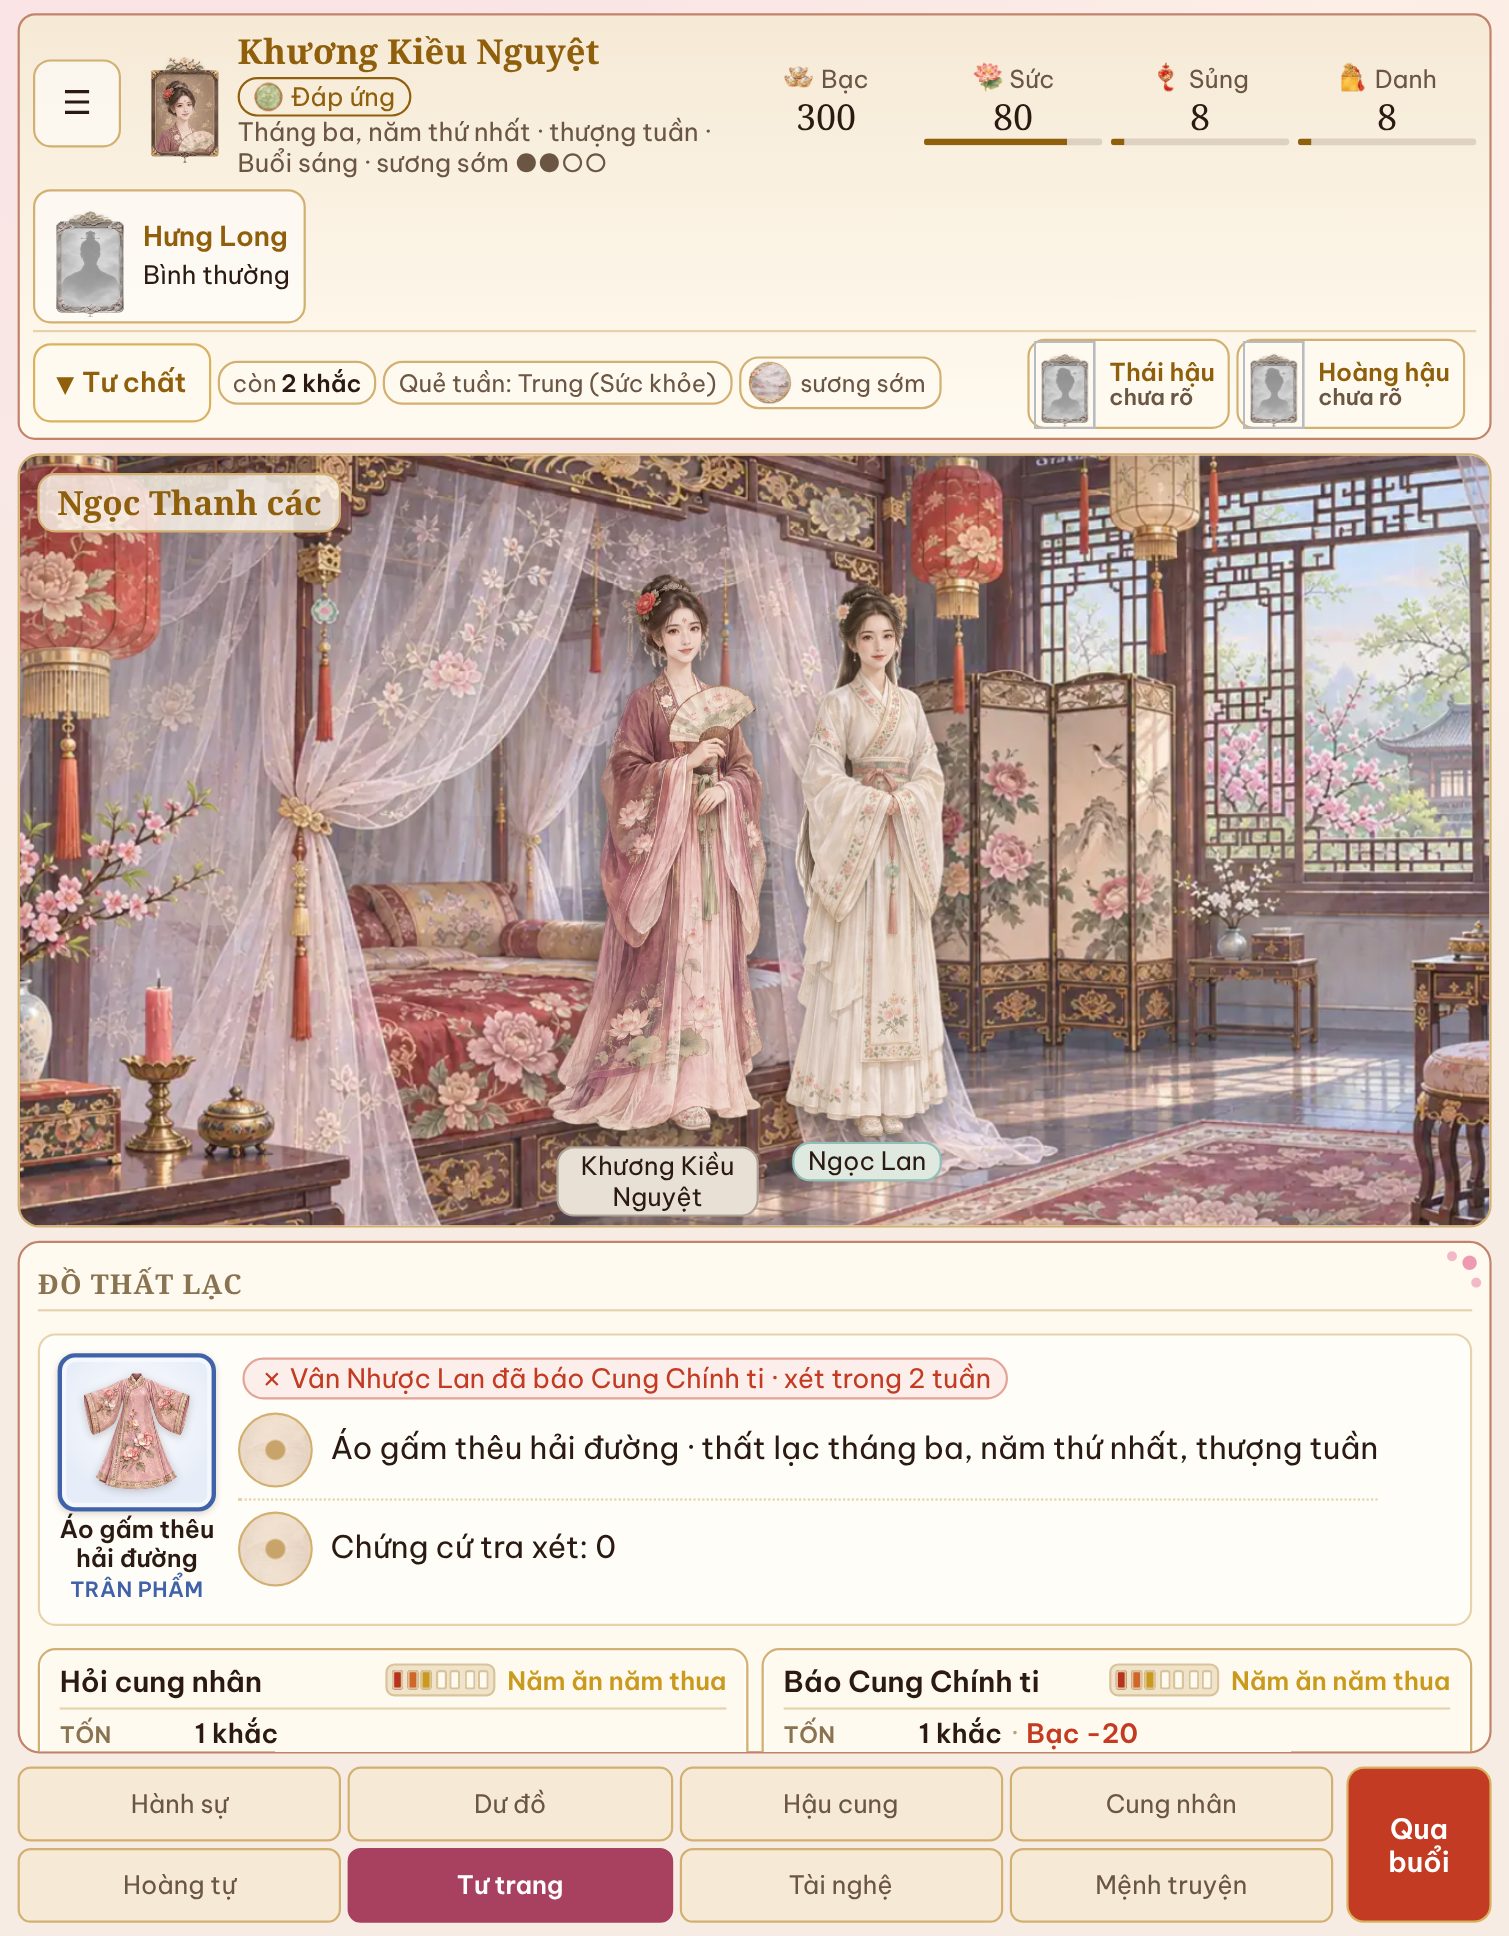 ☰
Khương Kiều Nguyệt
Đáp ứng
Tháng ba, năm thứ nhất · thượng tuần ·
Buổi sáng · sương sớm
Bạc
300
Sức
80
Sủng
8
Danh
8
Hưng Long
Bình thường
▼ Tư chất
còn 2 khắc
Quẻ tuần: Trung (Sức khỏe)
sương sớm
Thái hậu
chưa rõ
Hoàng hậu
chưa rõ
Ngọc Thanh các
Khương Kiều
Nguyệt
Ngọc Lan
ĐỒ THẤT LẠC
× Vân Nhược Lan đã báo Cung Chính ti · xét trong 2 tuần
Áo gấm thêu hải đường · thất lạc tháng ba, năm thứ nhất, thượng tuần
Chứng cứ tra xét: 0
Áo gấm thêu
hải đường
TRÂN PHẨM
Hỏi cung nhân
Năm ăn năm thua
TỐN 1 khắc
Báo Cung Chính ti
Năm ăn năm thua
TỐN 1 khắc · Bạc -20
Hành sự
Dư đồ
Hậu cung
Cung nhân
Hoàng tự
Tư trang
Tài nghệ
Mệnh truyện
Qua
buổi